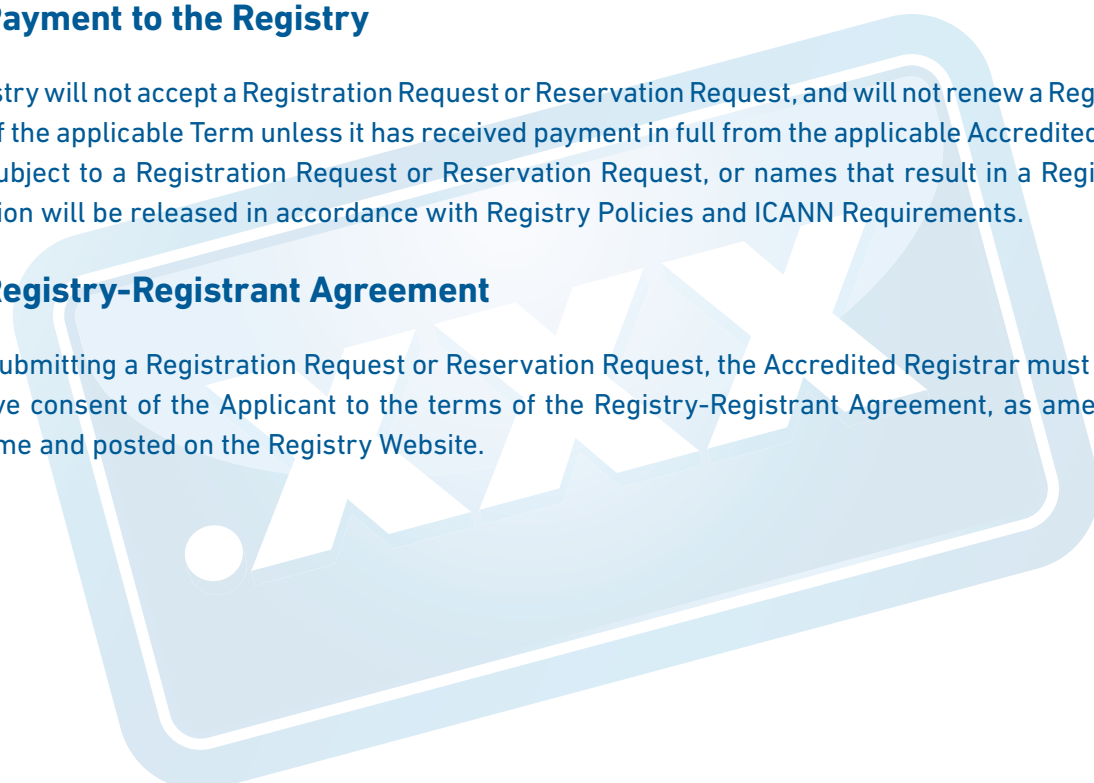 Payment to the Registry
stry will not accept a Registration Request or Reservation Request, and will not renew a Reg
f the applicable Term unless it has received payment in full from the applicable Accredited
ubject to a Registration Request or Reservation Request, or names that result in a Regi
ion will be released in accordance with Registry Policies and ICANN Requirements.
Registry-Registrant Agreement
ubmitting a Registration Request or Reservation Request, the Accredited Registrar must
ve consent of the Applicant to the terms of the Registry-Registrant Agreement, as ame
me and posted on the Registry Website.
XXX